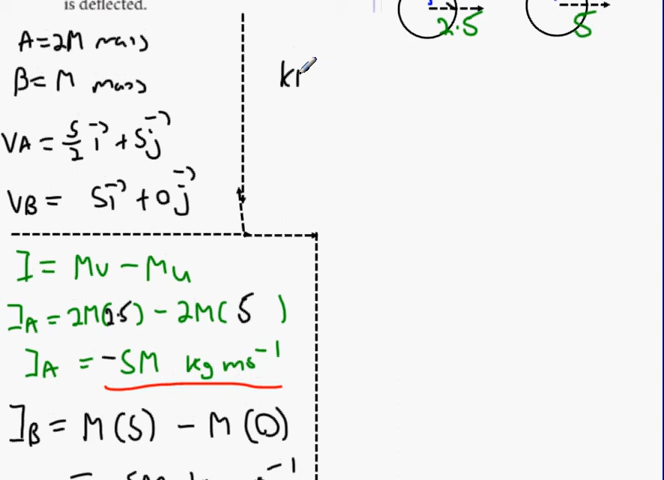 is deflected.
2.5
5
A = 2M mass
B = M mass
kr
VA = 5/2 i + 5j
VB = 5i + 0j
I = Mv - Mu
IA = 2M(2.5) - 2M( 5 )
IA = -5M kg ms⁻¹
IB = M(5) - M(0)